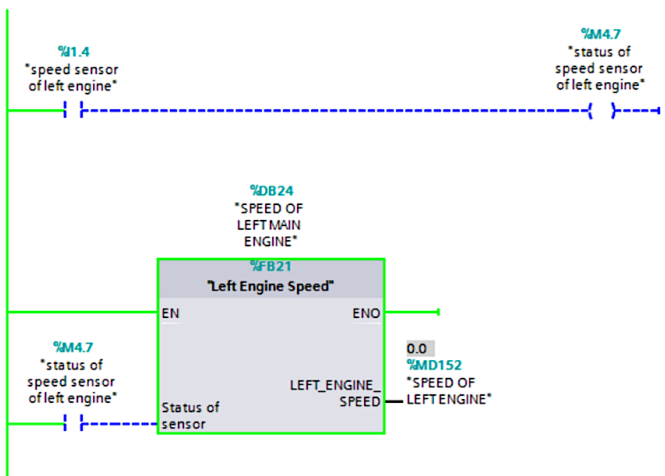 %I1.4
"speed sensor
of left engine"
%M4.7
"status of
speed sensor
of left engine"
%DB24
"SPEED OF
LEFT MAIN
ENGINE"
%FB21
"Left Engine Speed"
EN
ENO
%M4.7
"status of
speed sensor
of left engine"
Status of
sensor
LEFT_ENGINE_
SPEED
0.0
%MD152
"SPEED OF
LEFT ENGINE"